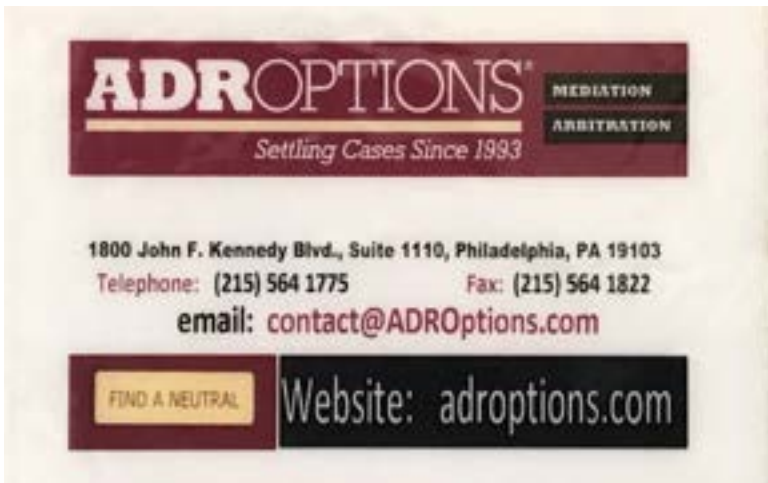 ADROPTIONS®
MEDIATION
ARBITRATION
Settling Cases Since 1993
1800 John F. Kennedy Blvd., Suite 1110, Philadelphia, PA 19103
Telephone: (215) 564 1775 Fax: (215) 564 1822
email: contact@ADROptions.com
FIND A NEUTRAL
Website: adroptions.com